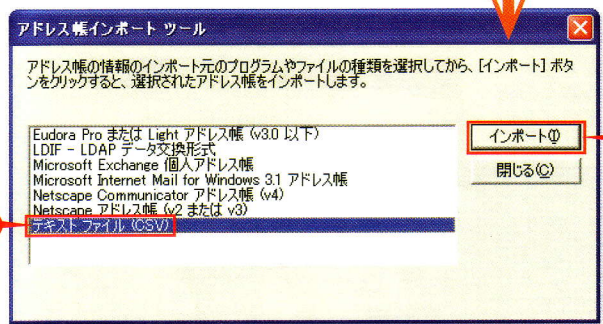 アドレス帳インポート ツール
アドレス帳の情報のインポート元のプログラムやファイルの種類を選択してから、[インポート] ボタ
ンをクリックすると、選択されたアドレス帳をインポートします。
Eudora Pro または Light アドレス帳 (v3.0 以下)
LDIF - LDAP データ交換形式
Microsoft Exchange 個人アドレス帳
Microsoft Internet Mail for Windows 3.1 アドレス帳
Netscape Communicator アドレス帳 (v4)
Netscape アドレス帳 (v2 または v3)
テキスト ファイル (CSV)
インポート(I)
閉じる(C)